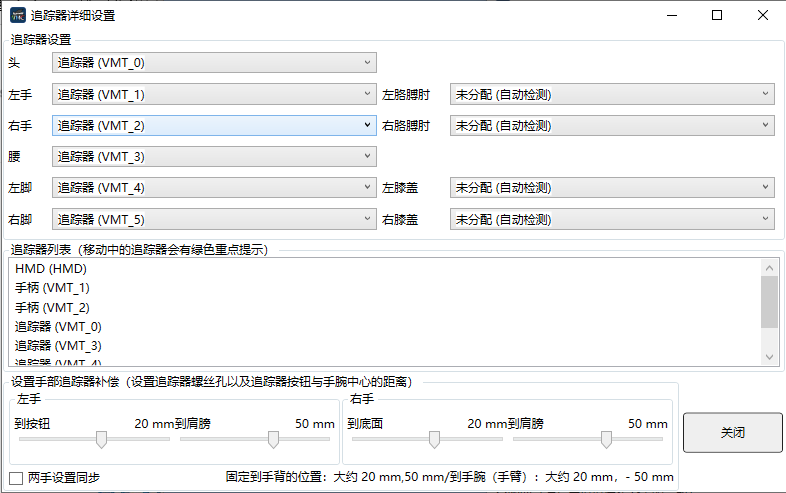 追踪器详细设置
追踪器设置
头 追踪器 (VMT_0)
左手 追踪器 (VMT_1) 左胳膊肘 未分配 (自动检测)
右手 追踪器 (VMT_2) 右胳膊肘 未分配 (自动检测)
腰 追踪器 (VMT_3)
左脚 追踪器 (VMT_4) 左膝盖 未分配 (自动检测)
右脚 追踪器 (VMT_5) 右膝盖 未分配 (自动检测)
追踪器列表（移动中的追踪器会有绿色重点提示）
HMD (HMD)
手柄 (VMT_1)
手柄 (VMT_2)
追踪器 (VMT_0)
追踪器 (VMT_3)
追踪器 (VMT_4)
设置手部追踪器补偿（设置追踪器螺丝孔以及追踪器按钮与手腕中心的距离）
左手 右手
到按钮 20 mm到肩膀 50 mm 到底面 20 mm到肩膀 50 mm
关闭
两手设置同步 固定到手背的位置：大约 20 mm,50 mm/到手腕（手臂）：大约 20 mm，- 50 mm